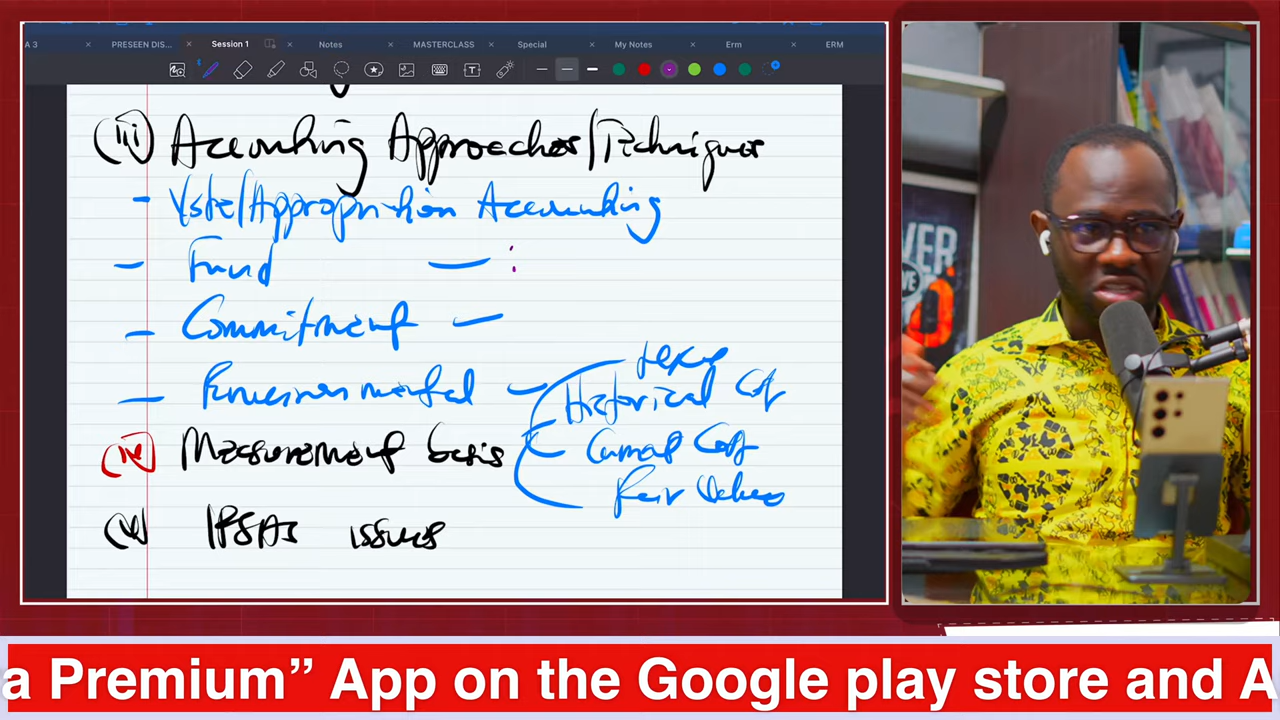 A 3 PRESEEN DIS... Session 1 Notes MASTERCLASS Special My Notes Erm ERM
(iii) Accounting Approaches/Techniques
- Vote/Appropriation Accounting
- Fund —
- Commitment —
- Environmental —
Historical Cost
(iv) Measurement basis
Current Cost
Fair Values
(v) IPSAS issues
a Premium” App on the Google play store and A